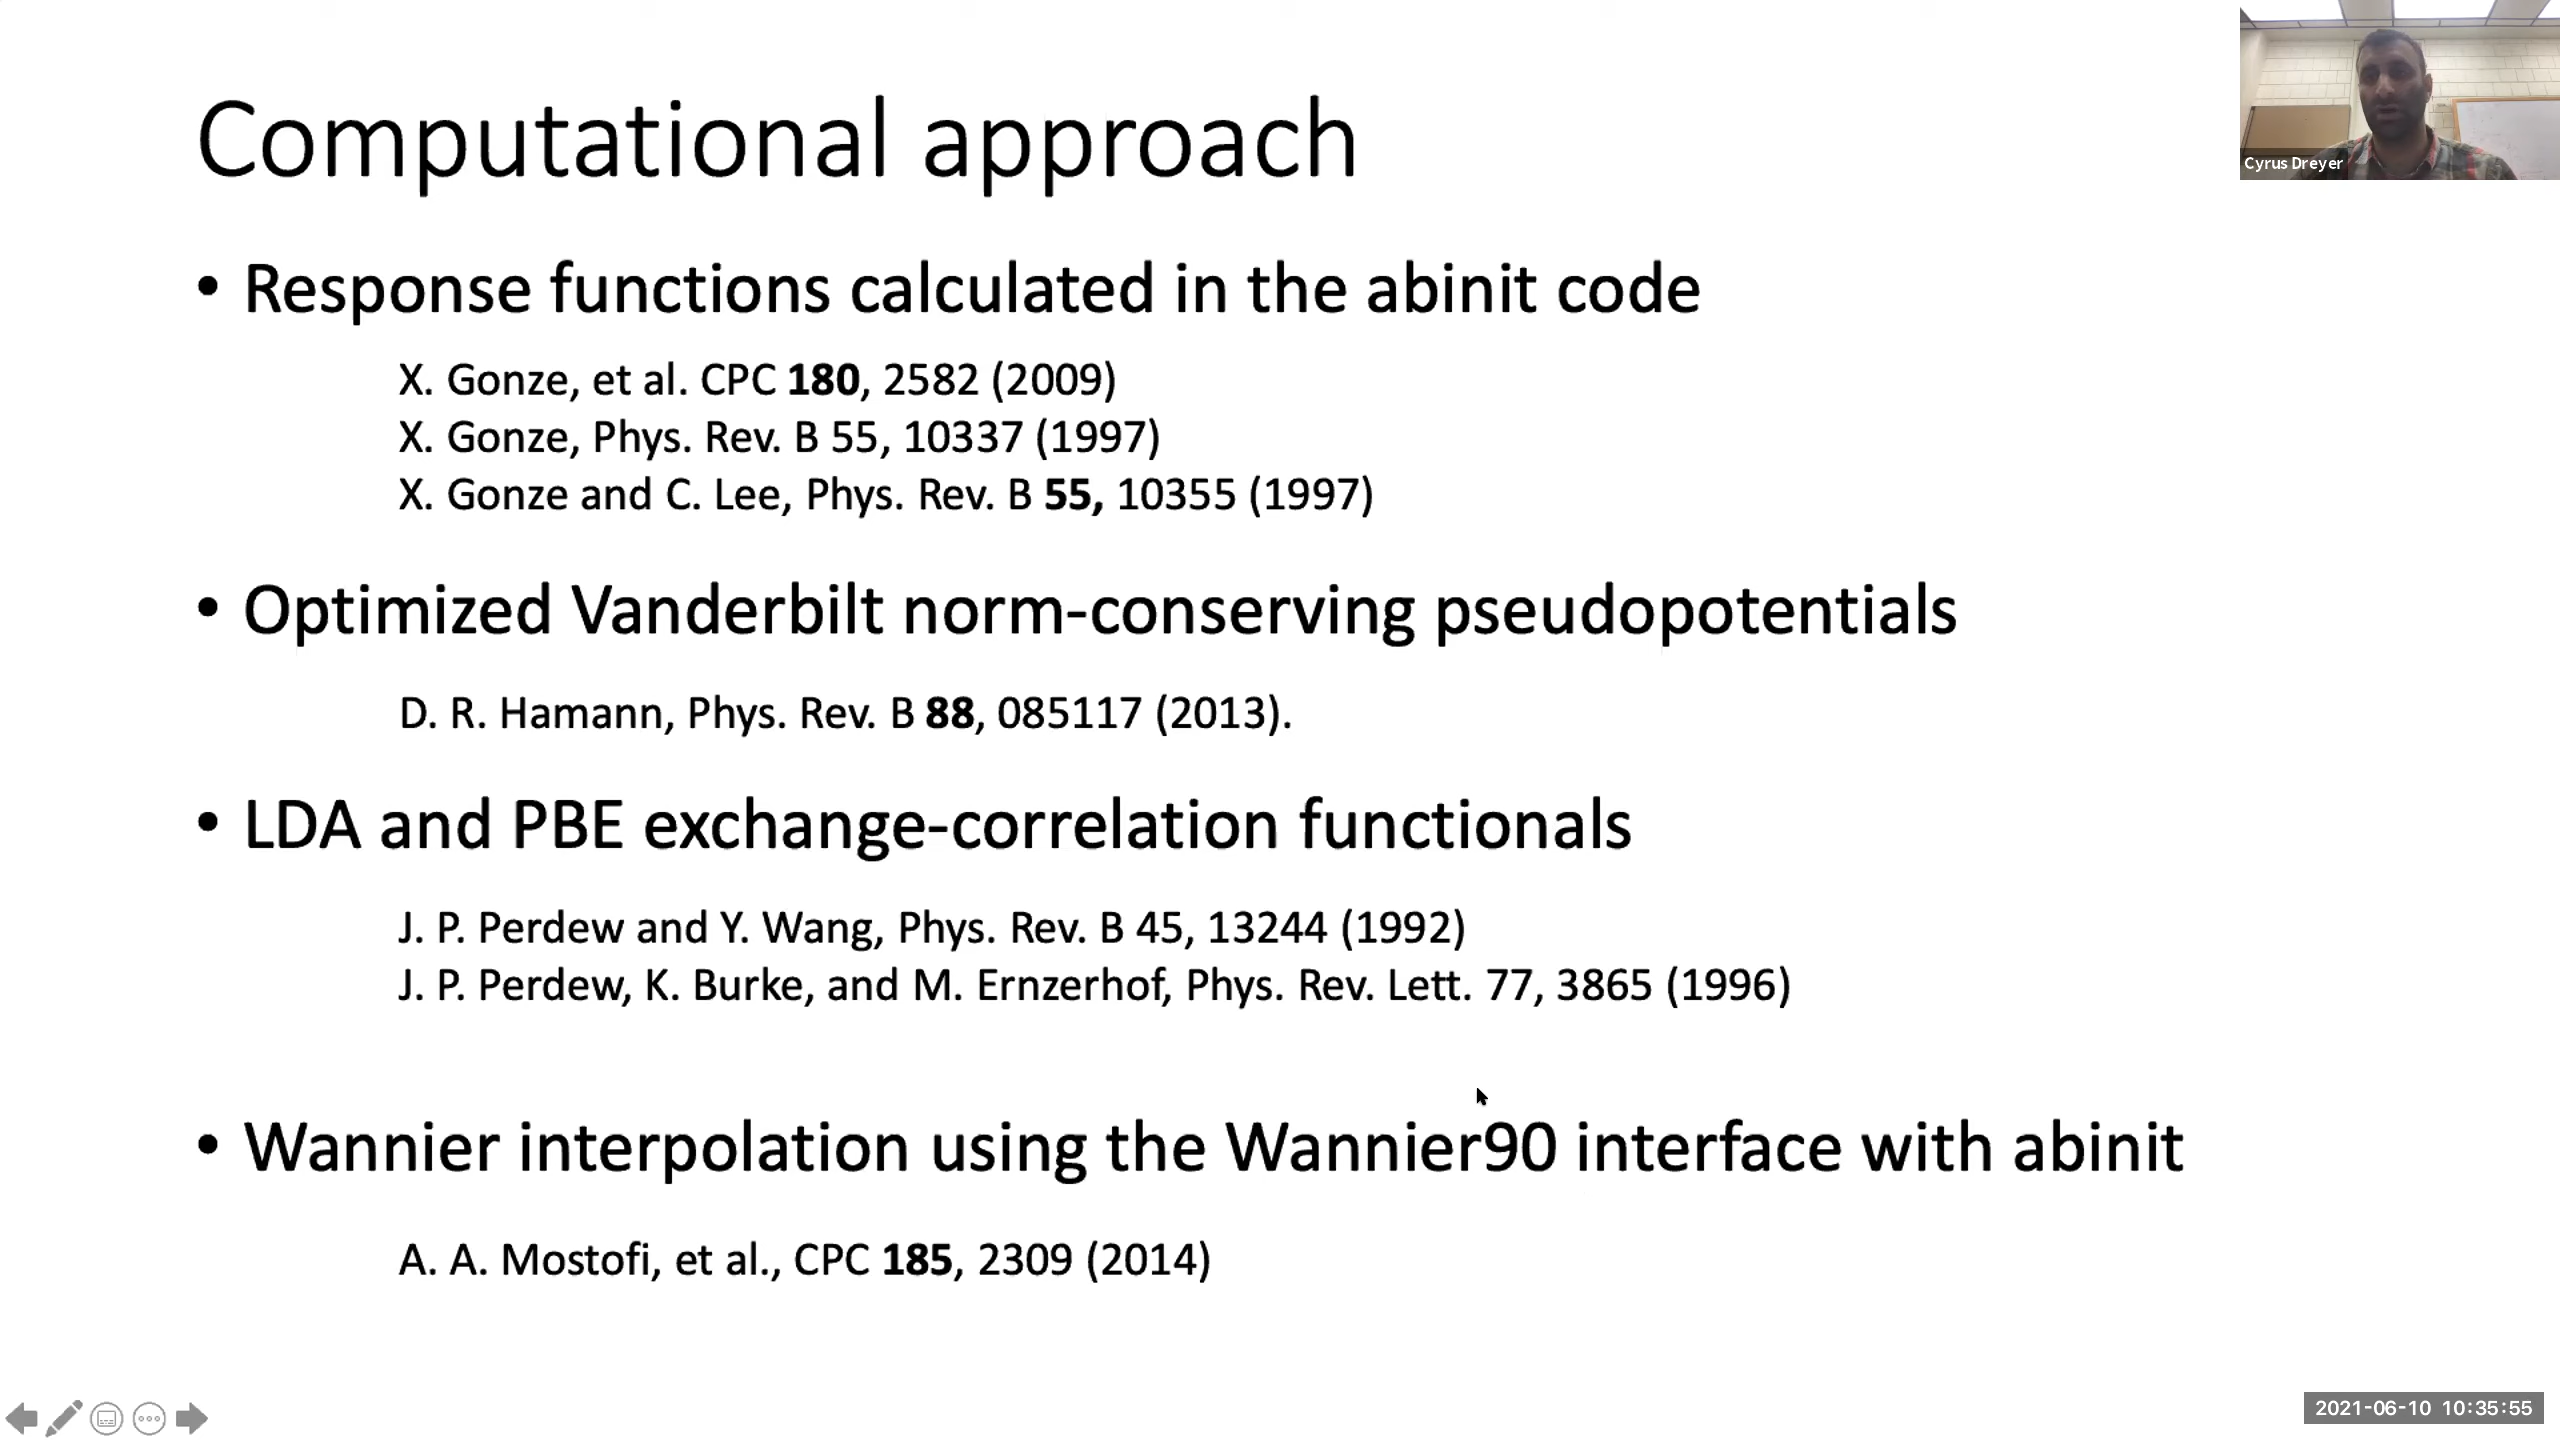 Computational approach
Cyrus Dreyer
• Response functions calculated in the abinit code
X. Gonze, et al. CPC 180, 2582 (2009)
X. Gonze, Phys. Rev. B 55, 10337 (1997)
X. Gonze and C. Lee, Phys. Rev. B 55, 10355 (1997)
• Optimized Vanderbilt norm-conserving pseudopotentials
D. R. Hamann, Phys. Rev. B 88, 085117 (2013).
• LDA and PBE exchange-correlation functionals
J. P. Perdew and Y. Wang, Phys. Rev. B 45, 13244 (1992)
J. P. Perdew, K. Burke, and M. Ernzerhof, Phys. Rev. Lett. 77, 3865 (1996)
• Wannier interpolation using the Wannier90 interface with abinit
A. A. Mostofi, et al., CPC 185, 2309 (2014)
2021-06-10 10:35:55